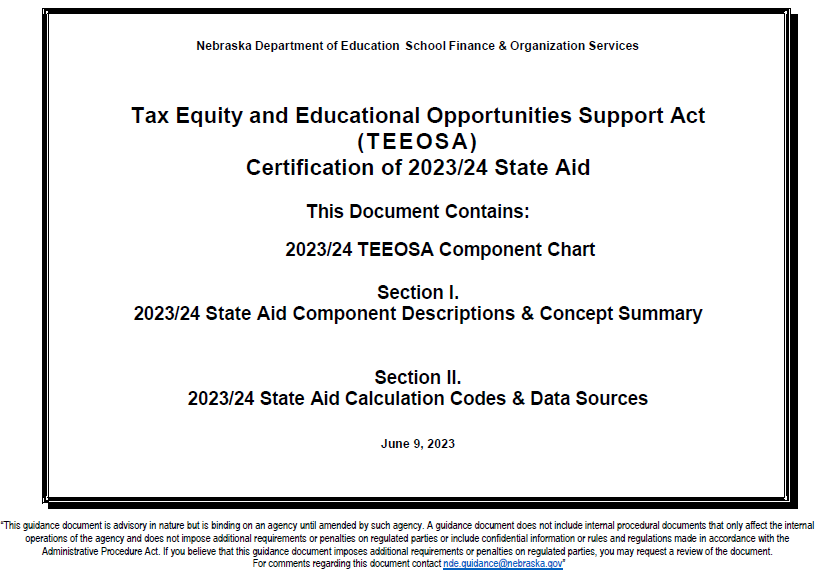 Nebraska Department of Education School Finance & Organization Services
Tax Equity and Educational Opportunities Support Act
(TEEOSA)
Certification of 2023/24 State Aid
This Document Contains:
2023/24 TEEOSA Component Chart
Section I.
2023/24 State Aid Component Descriptions & Concept Summary
Section II.
2023/24 State Aid Calculation Codes & Data Sources
June 9, 2023
"This guidance document is advisory in nature but is binding on an agency until amended by such agency. A guidance document does not include internal procedural documents that only affect the internal
operations of the agency and does not impose additional requirements or penalties on regulated parties or include confidential information or rules and regulations made in accordance with the
Administrative Procedure Act. If you believe that this guidance document imposes additional requirements or penalties on regulated parties, you may request a review of the document.
For comments regarding this document contact nde.guidance@nebraska.gov"